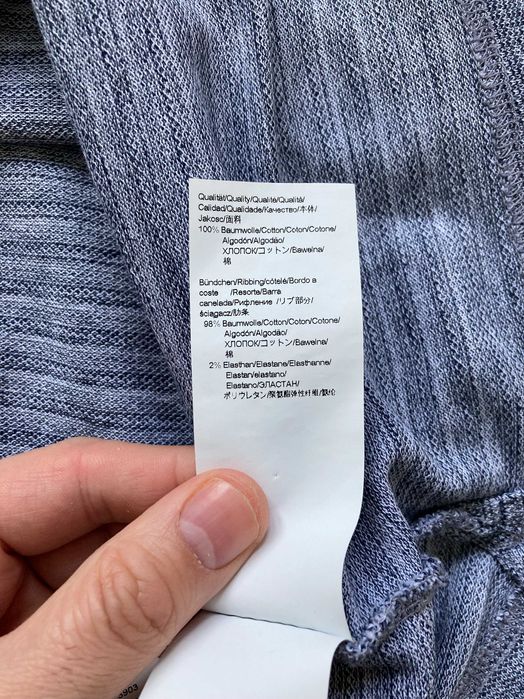 Qualität/Quality/Qualité/Qualità/
Calidad/Qualidade/Качество/本体/
Jakosc/面料
100% Baumwolle/Cotton/Coton/Cotone/
Algodón/Algodão/
ХЛОПОК/コットン/Bawełna/
棉
Bündchen/Ribbing/côtelé/Bordo a
coste /Resorte/Barra
canelada/Рифление /リブ部分/
ściągacz/肋条
98% Baumwolle/Cotton/Coton/Cotone/
Algodón/Algodão/
ХЛОПОК/コットン/Bawełna/
棉
2% Elasthan/Elastane/Elasthanne/
Elastan/elastano/
Elastano/ЭЛАСТАН/
ポリウレタン/聚氨酯弹性纤维/氨纶